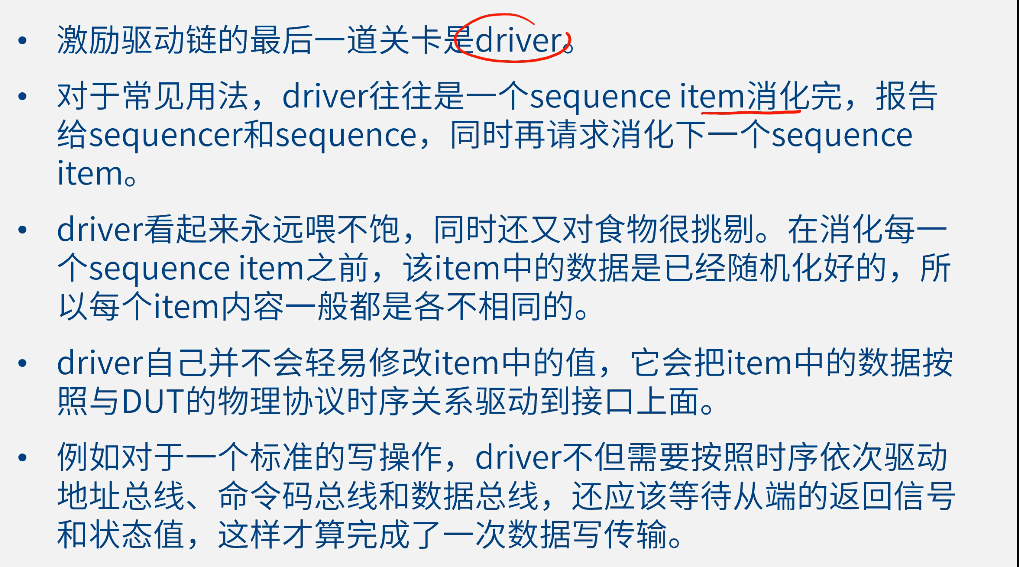 • 激励驱动链的最后一道关卡是driver。
• 对于常见用法，driver往往是一个sequence item消化完，报告
给sequencer和sequence，同时再请求消化下一个sequence
item。
• driver看起来永远喂不饱，同时还又对食物很挑剔。在消化每一
个sequence item之前，该item中的数据是已经随机化好的，所
以每个item内容一般都是各不相同的。
• driver自己并不会轻易修改item中的值，它会把item中的数据按
照与DUT的物理协议时序关系驱动到接口上面。
• 例如对于一个标准的写操作，driver不但需要按照时序依次驱动
地址总线、命令码总线和数据总线，还应该等待从端的返回信号
和状态值，这样才算完成了一次数据写传输。